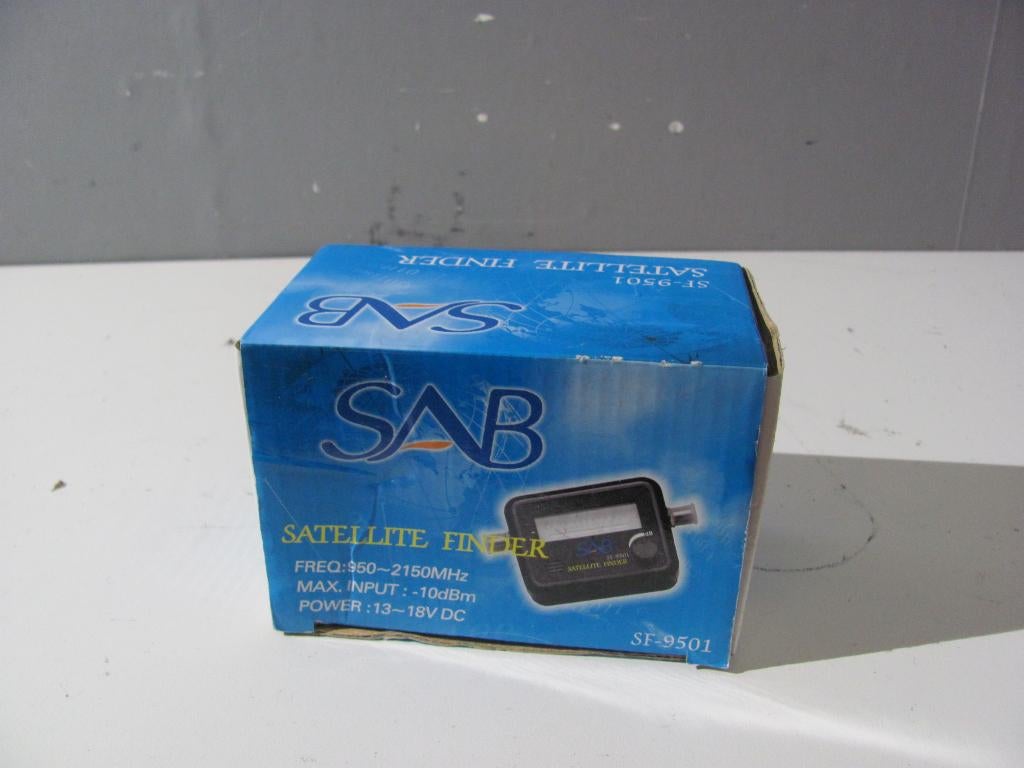 SF-9501
SATELLITE FINDER
SAB
SAB
SATELLITE FINDER
FREQ:950~2150MHz
MAX. INPUT : -10dBm
POWER :13~18V DC
SAB
SF-9501
SATELLITE FINDER
SF-9501